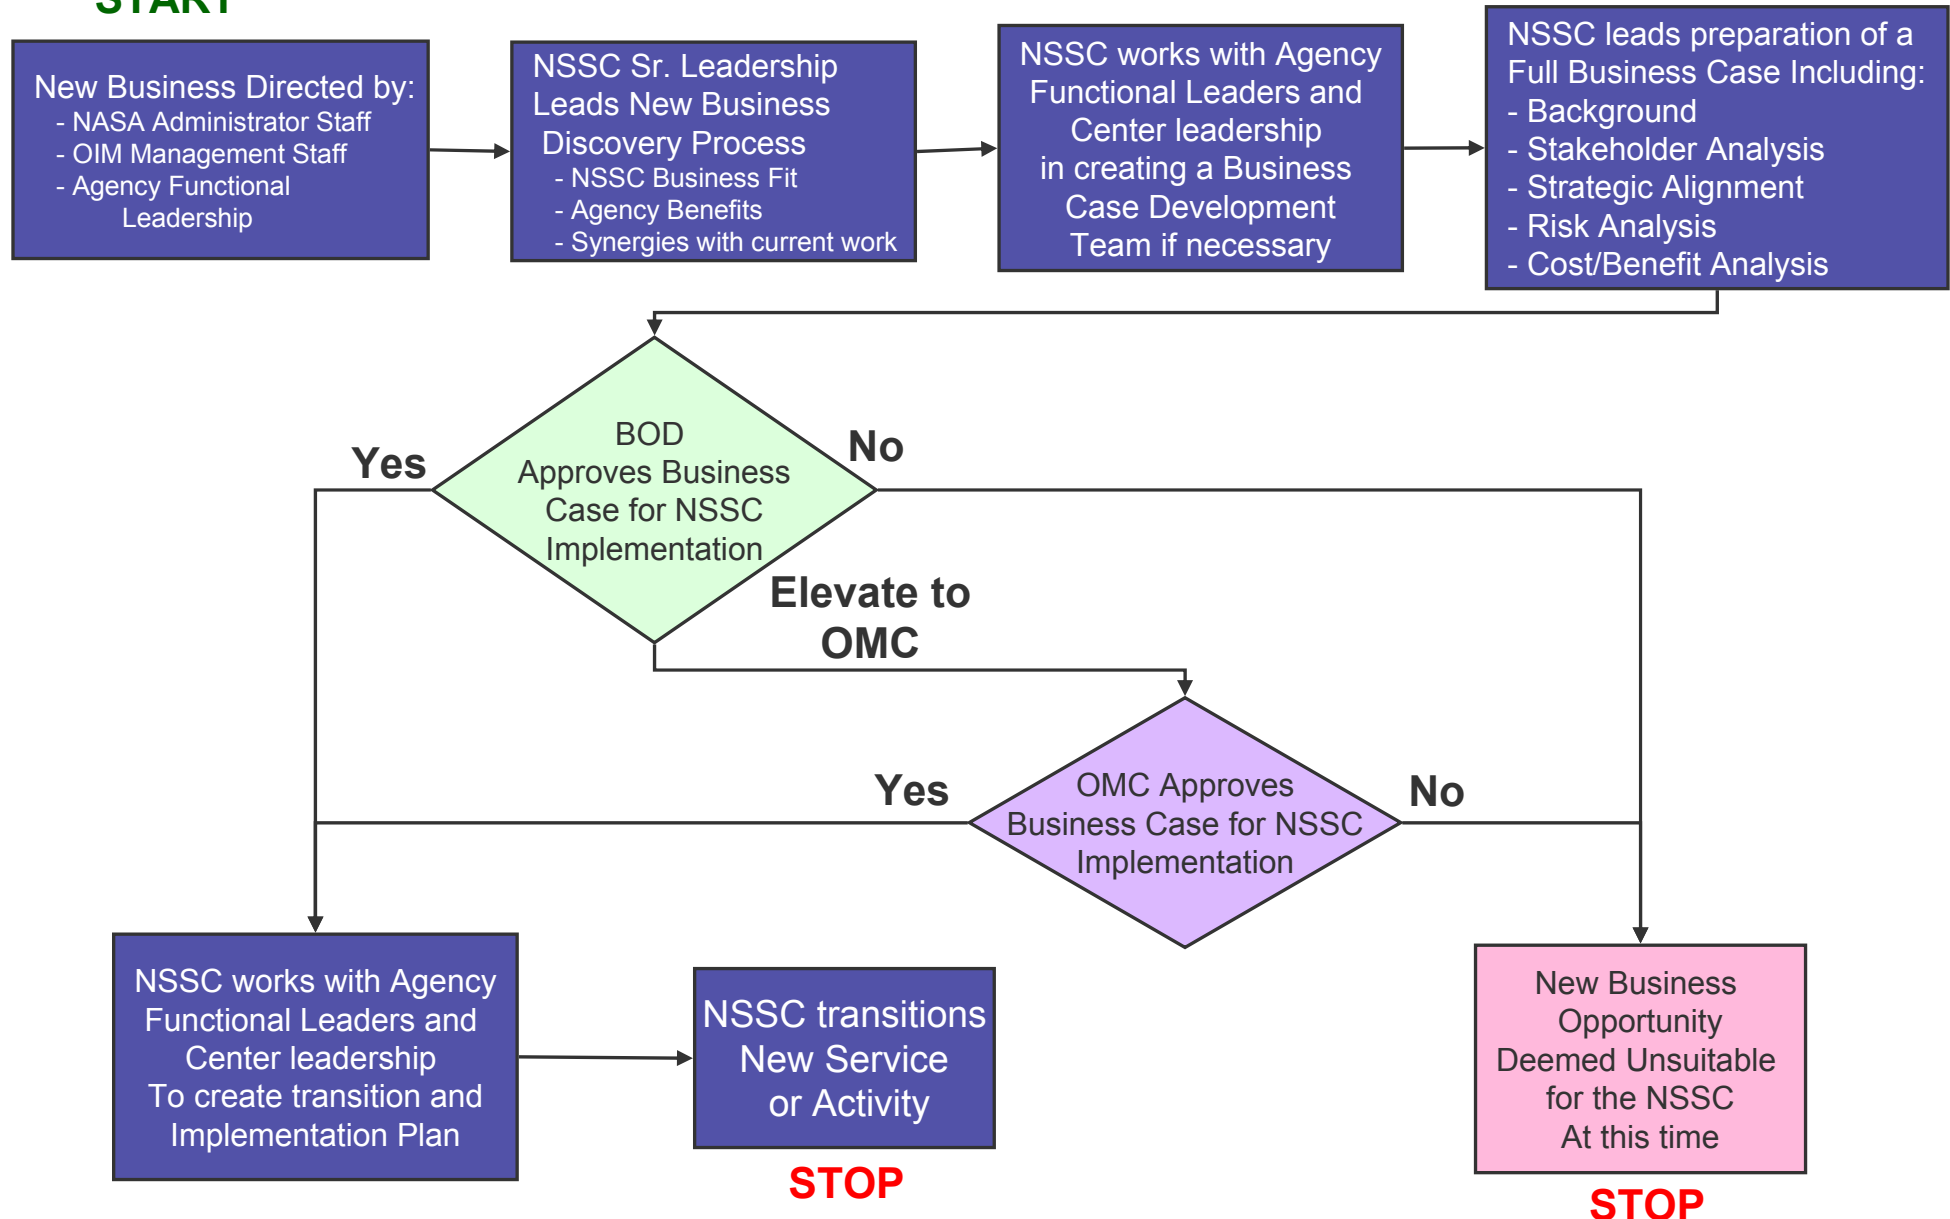 START
New Business Directed by:
- NASA Administrator Staff
- OIM Management Staff
- Agency Functional
Leadership
NSSC Sr. Leadership
Leads New Business
Discovery Process
- NSSC Business Fit
- Agency Benefits
- Synergies with current work
NSSC works with Agency
Functional Leaders and
Center leadership
in creating a Business
Case Development
Team if necessary
NSSC leads preparation of a
Full Business Case Including:
- Background
- Stakeholder Analysis
- Strategic Alignment
- Risk Analysis
- Cost/Benefit Analysis
BOD
Approves Business
Case for NSSC
Implementation
Yes
No
Elevate to
OMC
OMC Approves
Business Case for NSSC
Implementation
Yes
No
NSSC works with Agency
Functional Leaders and
Center leadership
To create transition and
Implementation Plan
NSSC transitions
New Service
or Activity
STOP
New Business
Opportunity
Deemed Unsuitable
for the NSSC
At this time
STOP